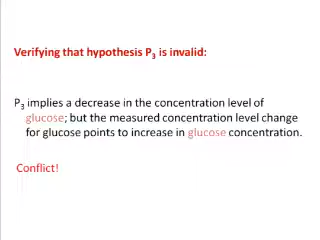 Verifying that hypothesis P₃ is invalid:
P₃ implies a decrease in the concentration level of
glucose; but the measured concentration level change
for glucose points to increase in glucose concentration.
Conflict!